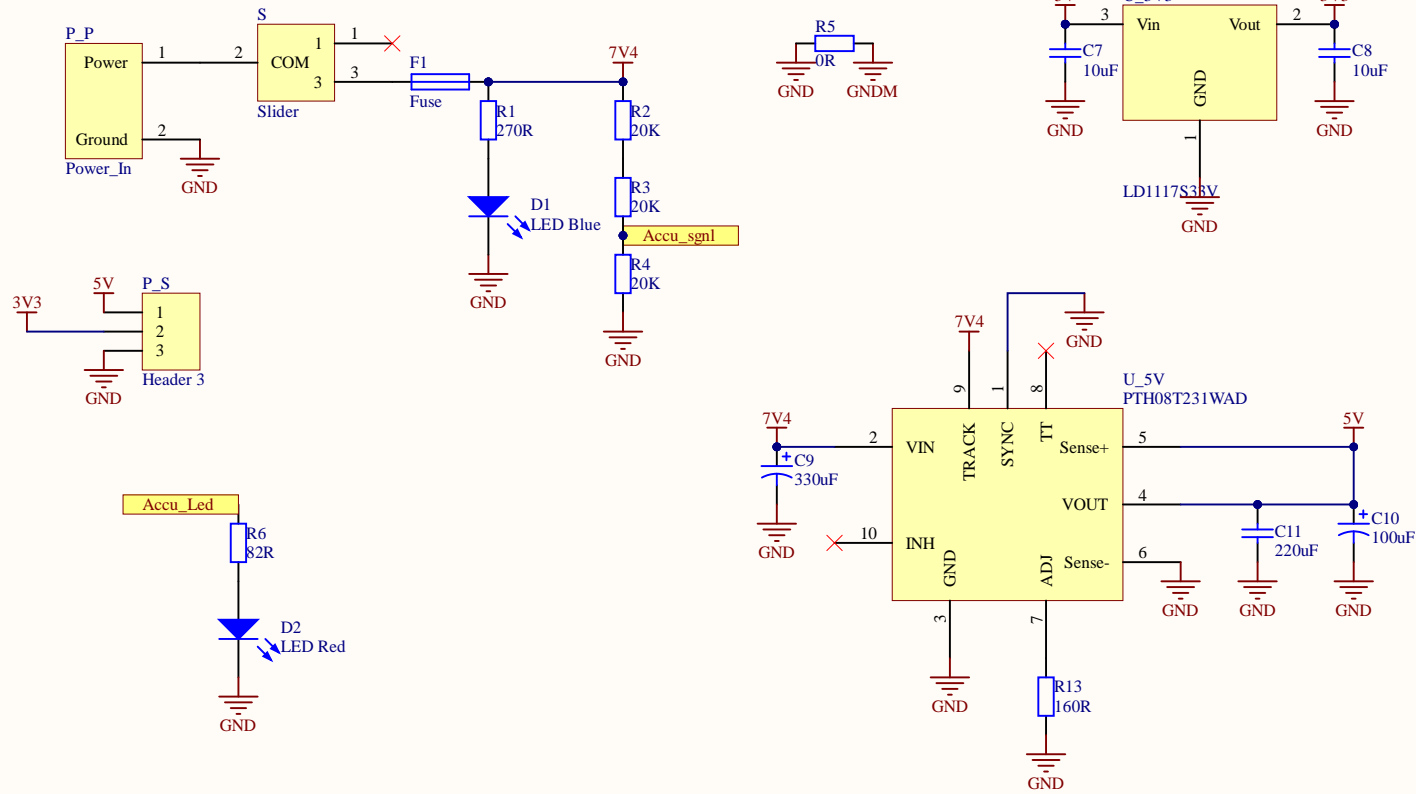 P_P
Power
Ground
1
2
Power_In
GND
S
2
COM
1
3
1
3
Slider
F1
Fuse
7V4
R1
270R
D1
LED Blue
GND
R2
20K
R3
20K
Accu_sgnl
R4
20K
GND
R5
0R
GND
GNDM
3
Vin
Vout
2
GND
1
C7
10uF
GND
C8
10uF
GND
LD1117S33V
GND
3V3
5V
P_S
1
2
3
GND
Header 3
Accu_Led
R6
82R
D2
LED Red
GND
7V4
GND
9
1
8
U_5V
PTH08T231WAD
7V4
2
VIN
TRACK
SYNC
TT
Sense+
5
5V
C9
330uF
GND
VOUT
4
10
INH
GND
ADJ
Sense-
6
GND
C11
220uF
GND
C10
100uF
GND
3
GND
7
R13
160R
GND